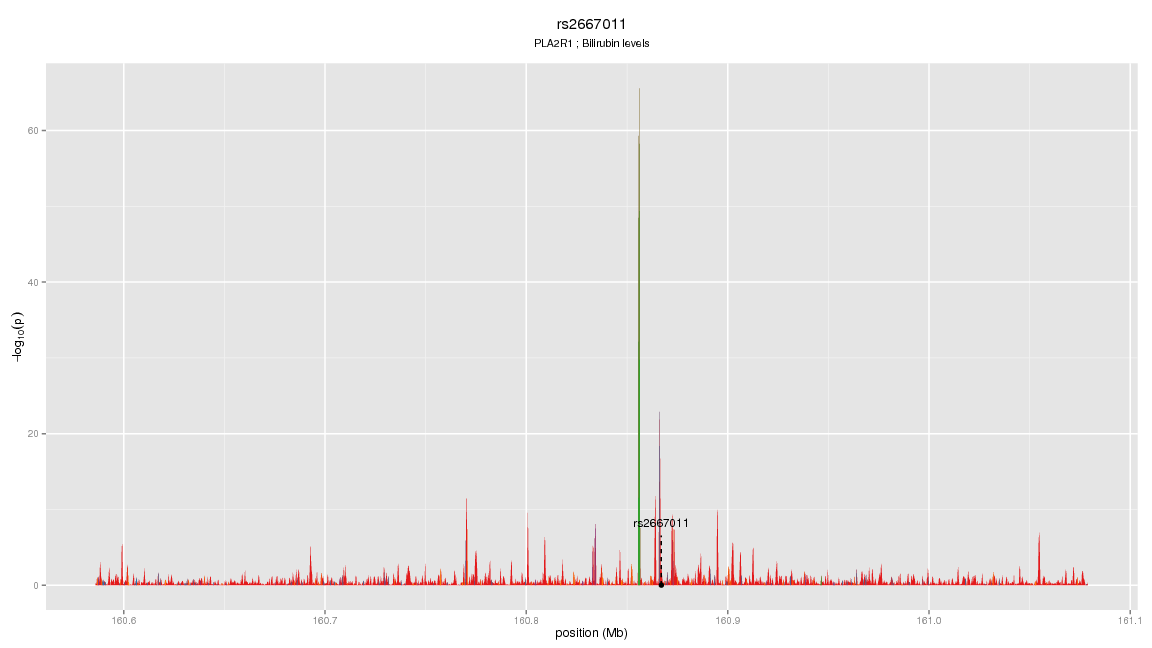 rs2667011
PLA2R1 ; Bilirubin levels
60
40
20
0
−log10(p)
rs2667011
160.6 160.7 160.8 160.9 161.0 161.1
position (Mb)